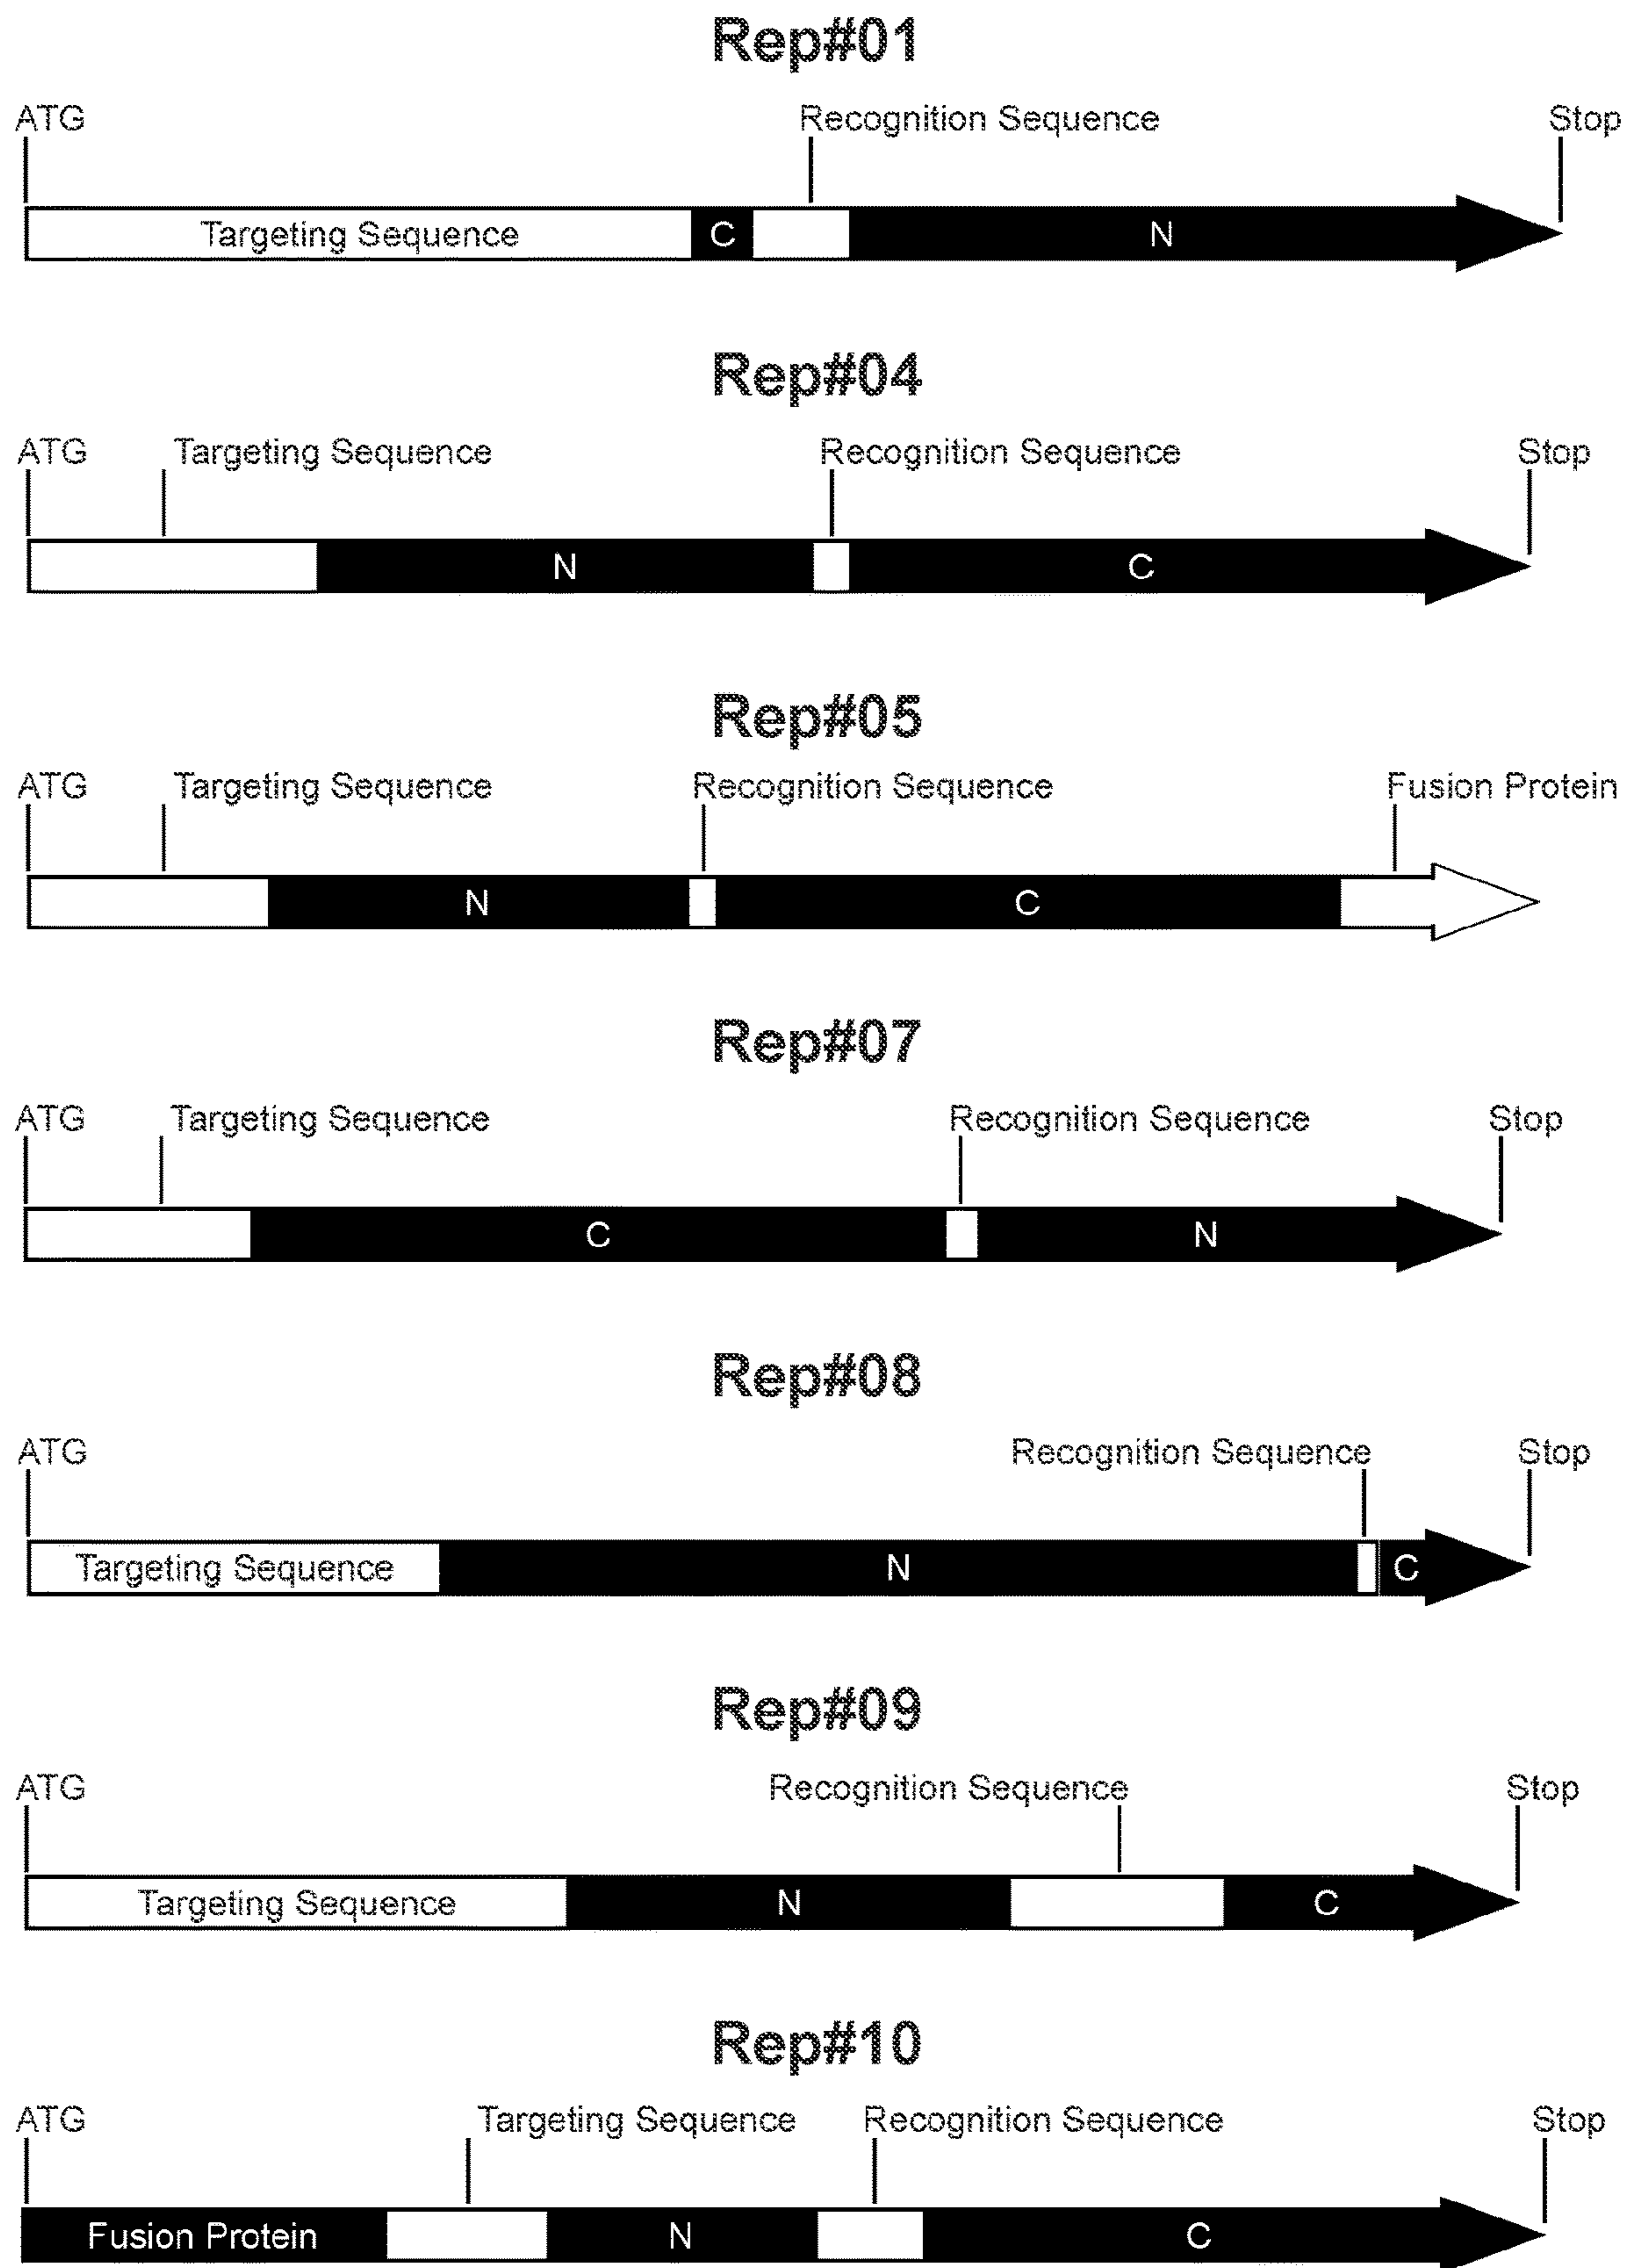 Rep#01
ATG Recognition Sequence Stop
Targeting Sequence C N
Rep#04
ATG Targeting Sequence Recognition Sequence Stop
N C
Rep#05
ATG Targeting Sequence Recognition Sequence Fusion Protein
N C
Rep#07
ATG Targeting Sequence Recognition Sequence Stop
C N
Rep#08
ATG Recognition Sequence Stop
Targeting Sequence N C
Rep#09
ATG Recognition Sequence Stop
Targeting Sequence N C
Rep#10
ATG Targeting Sequence Recognition Sequence Stop
Fusion Protein N C